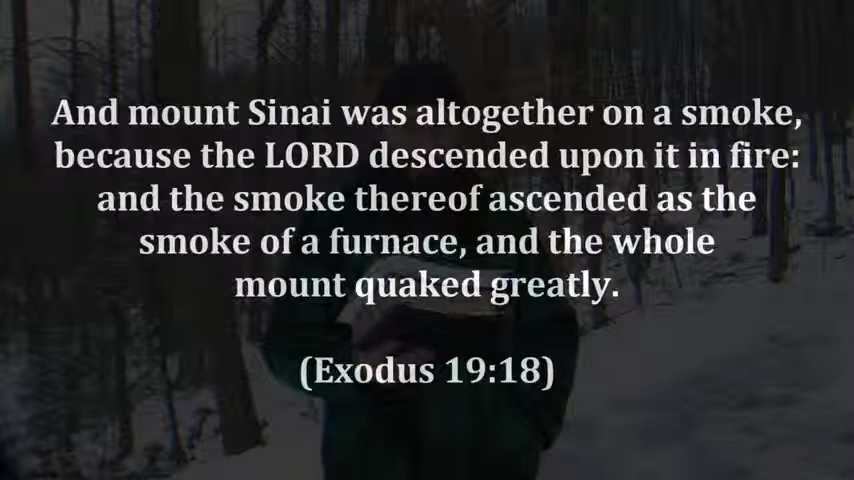 And mount Sinai was altogether on a smoke,
because the LORD descended upon it in fire:
and the smoke thereof ascended as the
smoke of a furnace, and the whole
mount quaked greatly.
(Exodus 19:18)